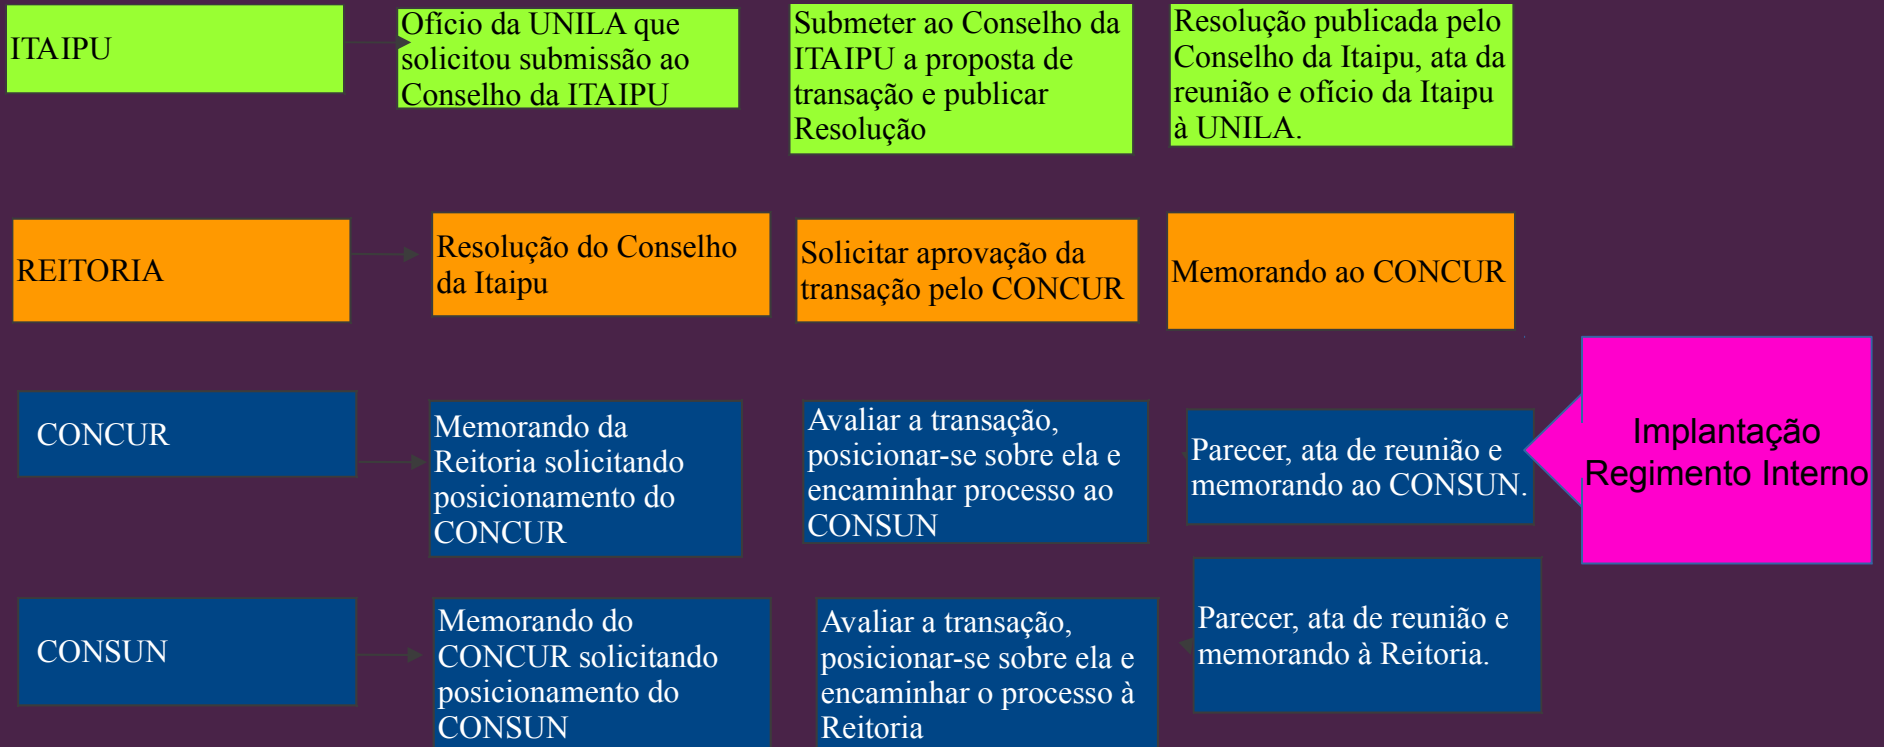 ITAIPU
Ofício da UNILA que
solicitou submissão ao
Conselho da ITAIPU
Submeter ao Conselho da
ITAIPU a proposta de
transação e publicar
Resolução
Resolução publicada pelo
Conselho da Itaipu, ata da
reunião e ofício da Itaipu
à UNILA.
REITORIA
Resolução do Conselho
da Itaipu
Solicitar aprovação da
transação pelo CONCUR
Memorando ao CONCUR
CONCUR
Memorando da
Reitoria solicitando
posicionamento do
CONCUR
Avaliar a transação,
posicionar-se sobre ela e
encaminhar processo ao
CONSUN
Parecer, ata de reunião e
memorando ao CONSUN.
Implantação
Regimento Interno
CONSUN
Memorando do
CONCUR solicitando
posicionamento do
CONSUN
Avaliar a transação,
posicionar-se sobre ela e
encaminhar o processo à
Reitoria
Parecer, ata de reunião e
memorando à Reitoria.